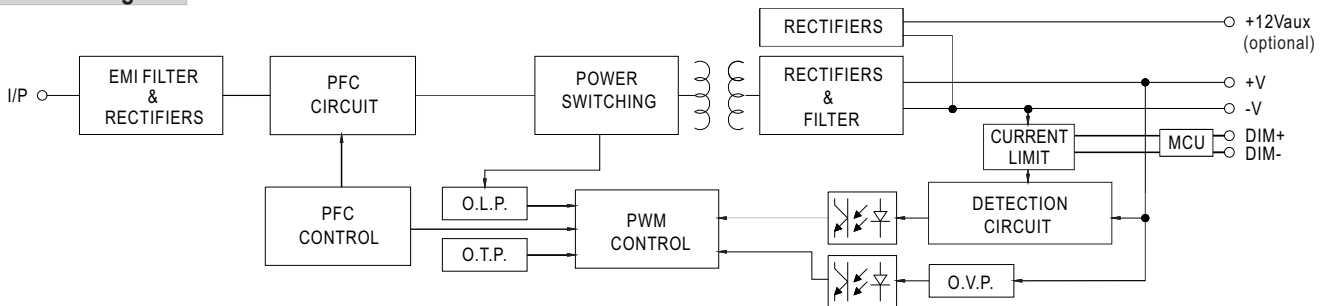 RECTIFIERS
+12Vaux
(optional)
I/P
EMI FILTER
&
RECTIFIERS
PFC
CIRCUIT
POWER
SWITCHING
RECTIFIERS
&
FILTER
+V
-V
CURRENT
LIMIT
MCU
DIM+
DIM-
PFC
CONTROL
O.L.P.
O.T.P.
PWM
CONTROL
DETECTION
CIRCUIT
O.V.P.